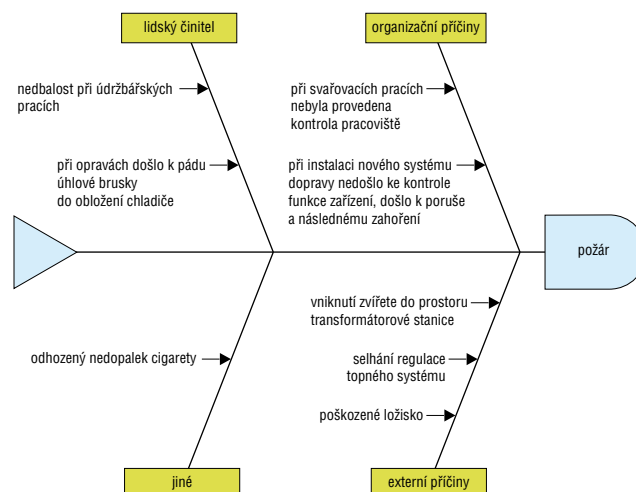 lidský činitel
organizační příčiny
nedbalost při údržbářských
pracích
při opravách došlo k pádu
úhlové brusky
do obložení chladiče
při svařovacích pracích
nebyla provedena
kontrola pracoviště
při instalaci nového systému
dopravy nedošlo ke kontrole
funkce zařízení, došlo k poruše
a následnému zahoření
požár
odhozený nedopalek cigarety
vniknutí zvířete do prostoru
transformátorové stanice
selhání regulace
topného systému
poškozené ložisko
jiné
externí příčiny